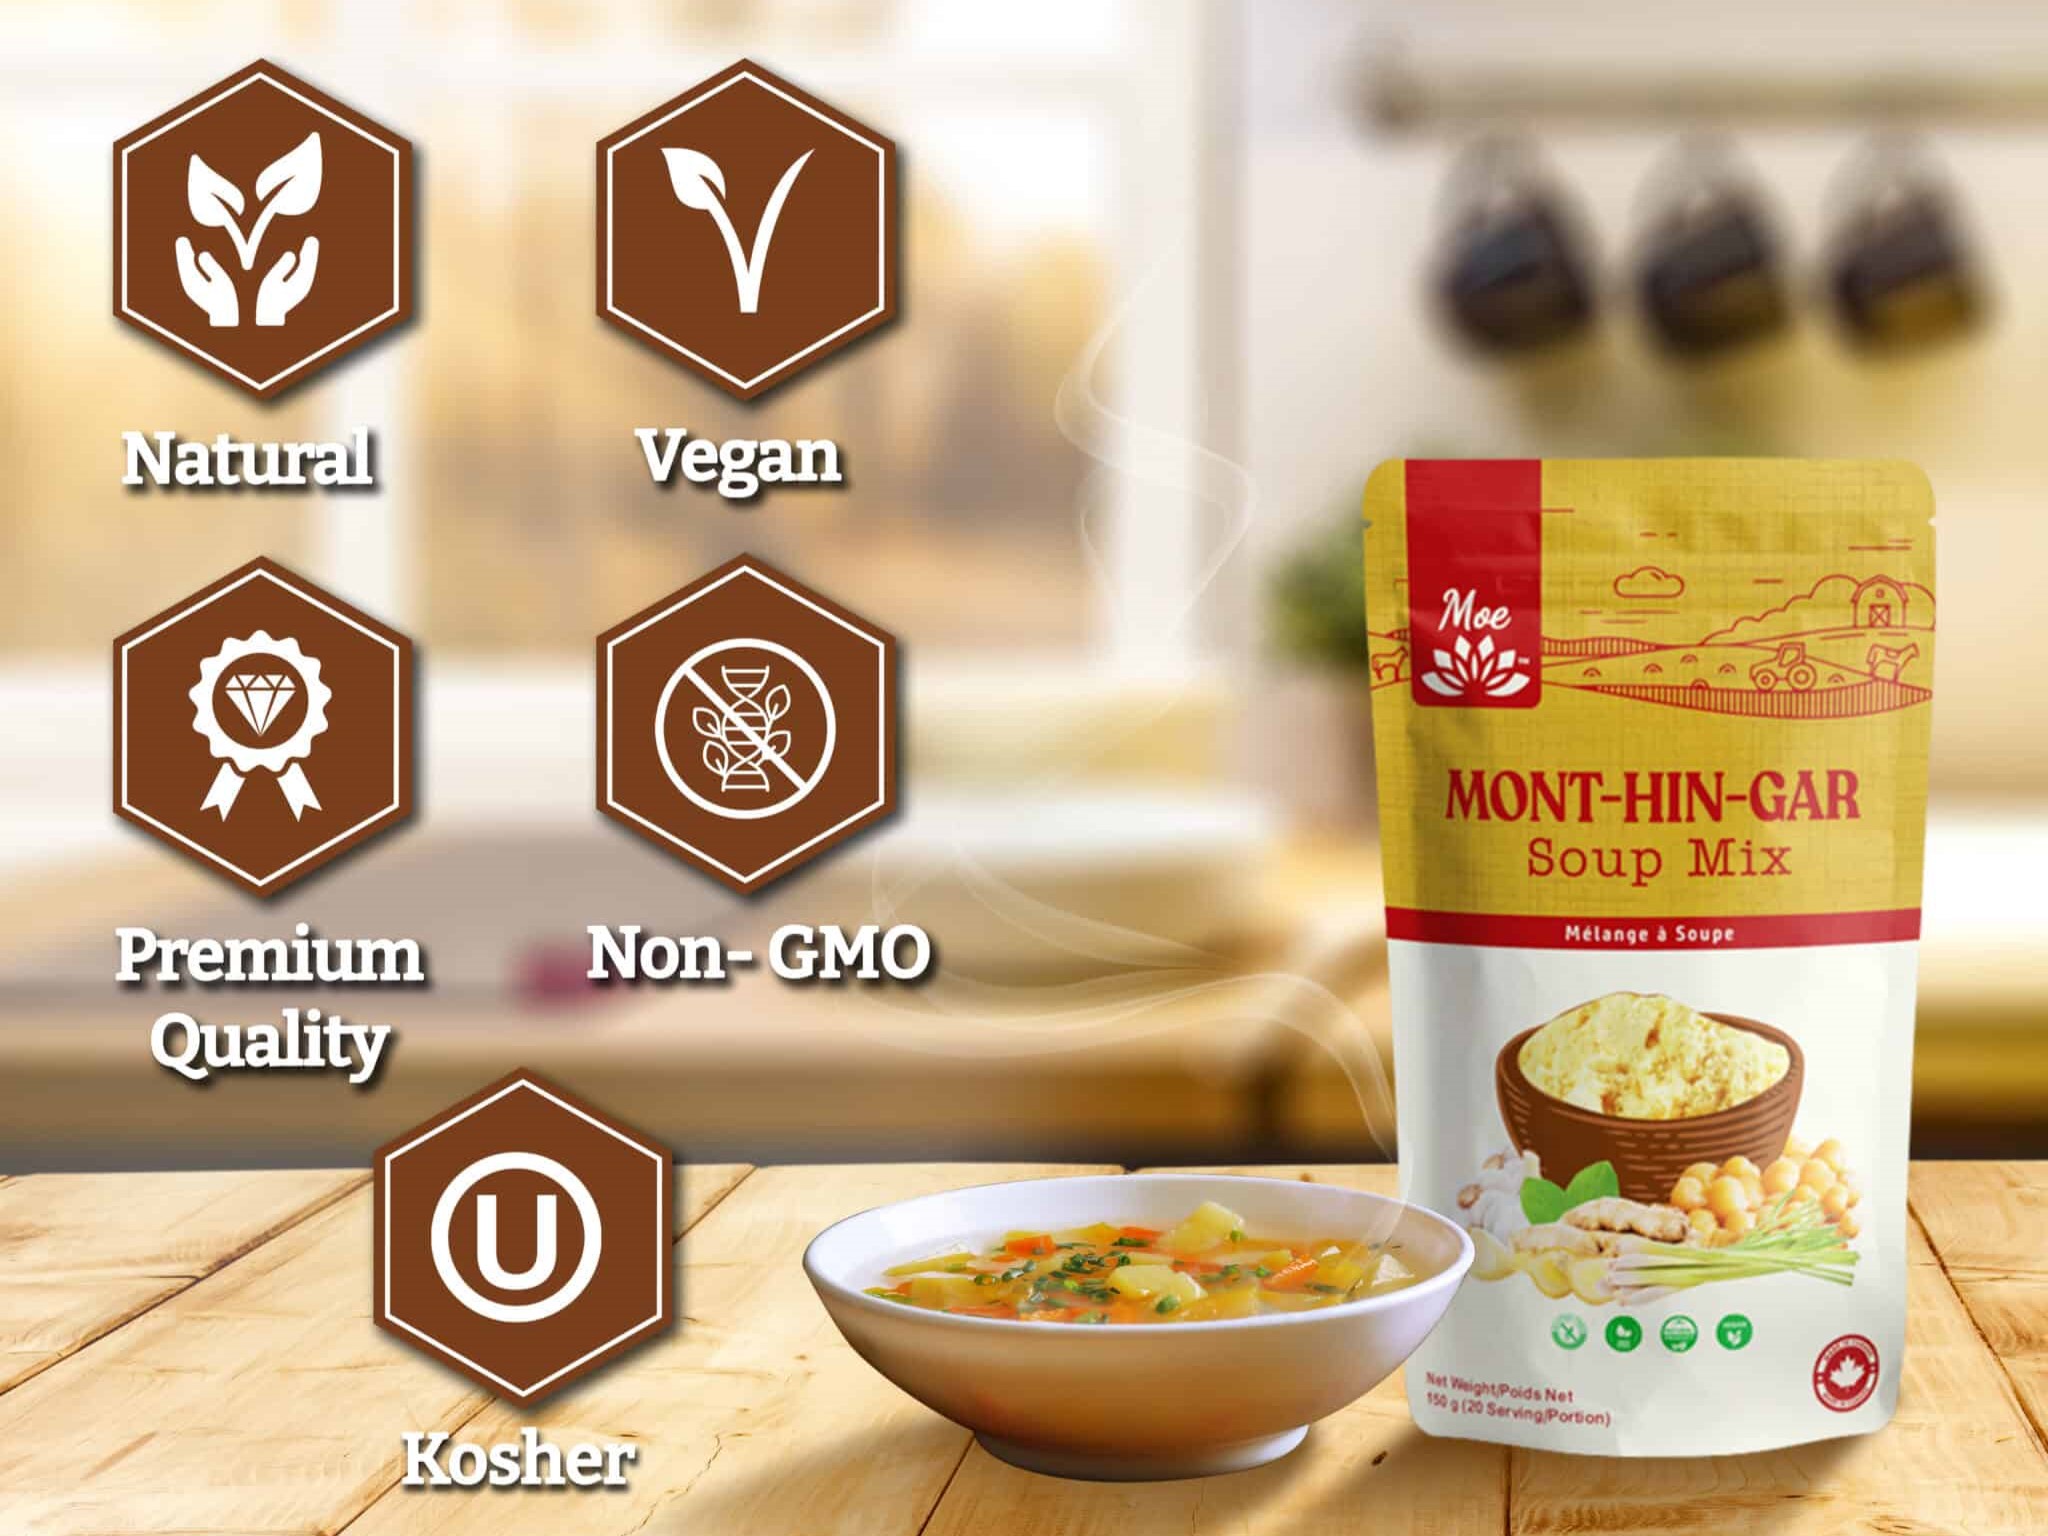 Natural
Vegan
Premium
Quality
Non- GMO
U
Kosher
Moe
MONT-HIN-GAR
Soup Mix
Mélange à Soupe
Net Weight/Poids Net
150 g (20 Serving/Portion)